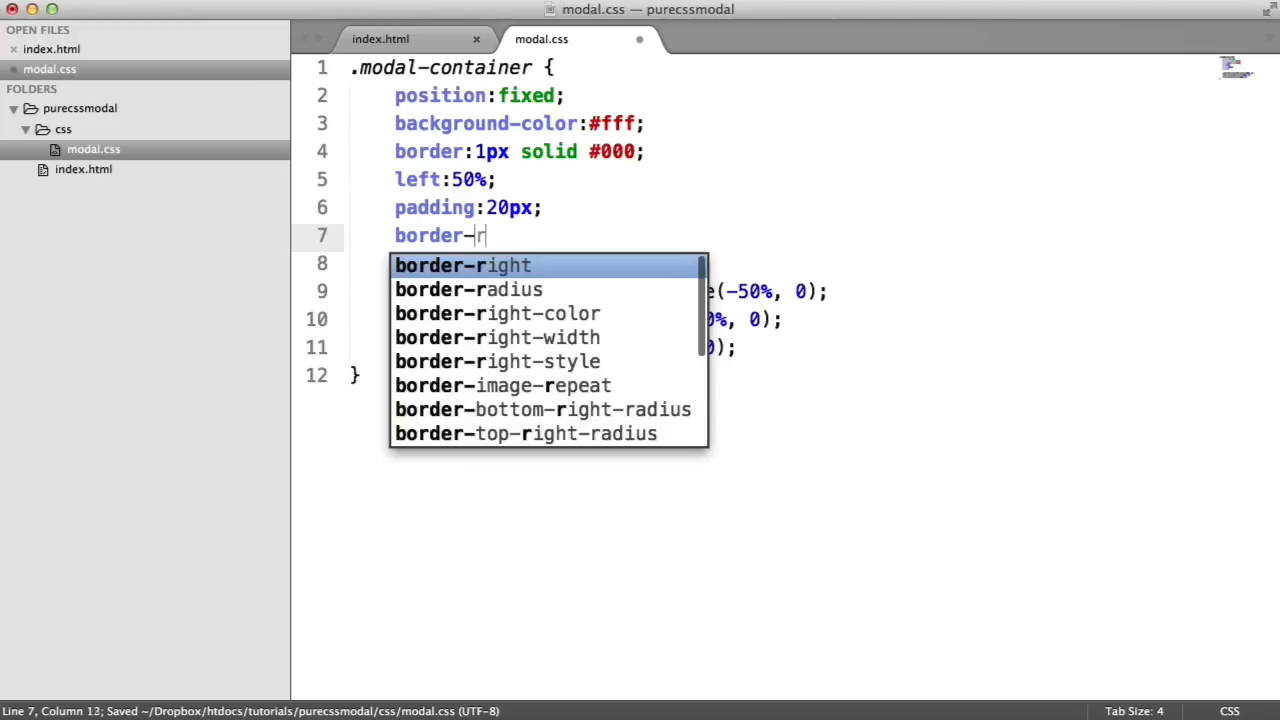 modal.css — purecssmodal
OPEN FILES
index.html
modal.css
FOLDERS
purecssmodal
css
modal.css
index.html
index.html
modal.css
1 .modal-container {
2 position:fixed;
3 background-color:#fff;
4 border:1px solid #000;
5 left:50%;
6 padding:20px;
7 border-r
8
border-right
border-radius
9 e(-50%, 0);
border-right-color
10 0%, 0);
border-right-width
11 0);
border-right-style
12 }
border-image-repeat
border-bottom-right-radius
border-top-right-radius
Line 7, Column 13; Saved ~/Dropbox/htdocs/tutorials/purecssmodal/css/modal.css (UTF-8)
Tab Size: 4
CSS